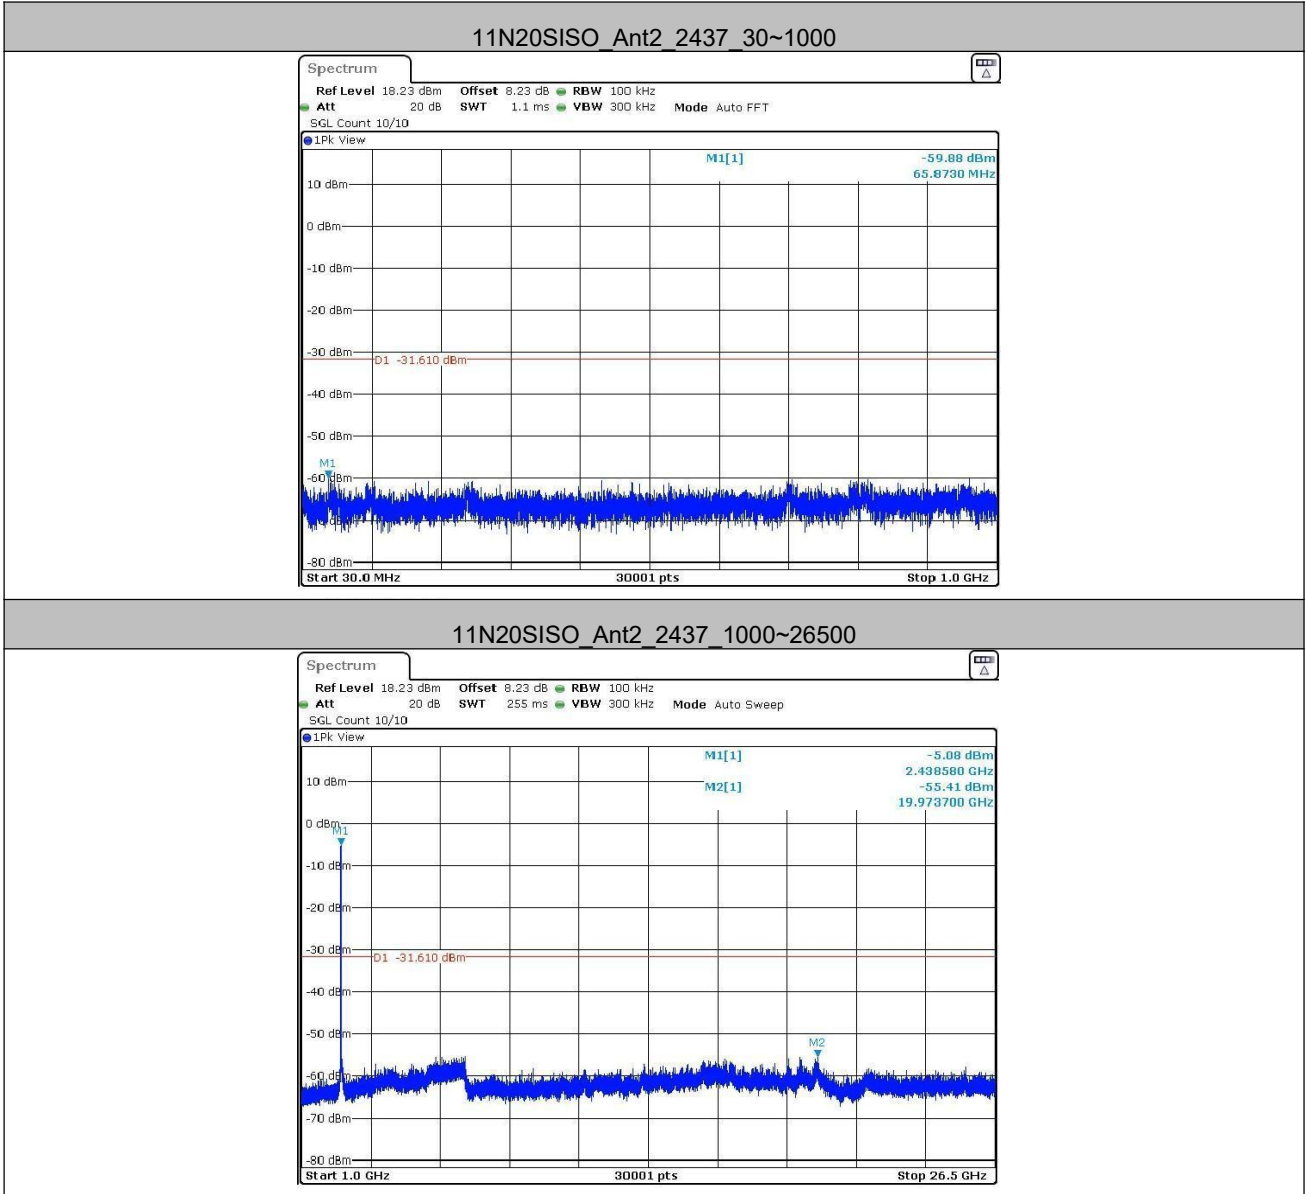 11N20SISO_Ant2_2437_30~1000
Spectrum
Ref Level 18.23 dBm Offset 8.23 dB RBW 100 kHz
Att 20 dB SWT 1.1 ms VBW 300 kHz Mode Auto FFT
SGL Count 10/10
1Pk View
M1[1] -59.88 dBm
65.8730 MHz
10 dBm
0 dBm
-10 dBm
-20 dBm
-30 dBm
D1 -31.610 dBm
-40 dBm
-50 dBm
M1
-60 dBm
-80 dBm
Start 30.0 MHz 30001 pts Stop 1.0 GHz
11N20SISO_Ant2_2437_1000~26500
Spectrum
Ref Level 18.23 dBm Offset 8.23 dB RBW 100 kHz
Att 20 dB SWT 255 ms VBW 300 kHz Mode Auto Sweep
SGL Count 10/10
1Pk View
M1[1] -5.08 dBm
2.438580 GHz
10 dBm M2[1] -55.41 dBm
19.973700 GHz
0 dBm
M1
-10 dBm
-20 dBm
-30 dBm
D1 -31.610 dBm
-40 dBm
-50 dBm
M2
-60 dBm
-70 dBm
-80 dBm
Start 1.0 GHz 30001 pts Stop 26.5 GHz